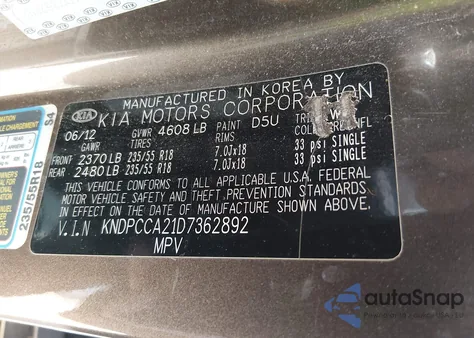 MANUFACTURED IN KOREA BY
KIA KIA MOTORS CORPORATION
06/12 GVWR 4608 LB PAINT D5U
GAWR TIRES RIMS
FRONT 2370 LB 235/55 R18 7.0Jx18 33 psi SINGLE
REAR 2480 LB 235/55 R18 7.0Jx18 33 psi SINGLE
THIS VEHICLE CONFORMS TO ALL APPLICABLE U.S.A. FEDERAL
MOTOR VEHICLE SAFETY AND THEFT PREVENTION STANDARDS
IN EFFECT ON THE DATE OF MANUFACTURE SHOWN ABOVE.
V.I.N KNDPCCA21D7362892
MPV
S4
235/55R18
autoSnap